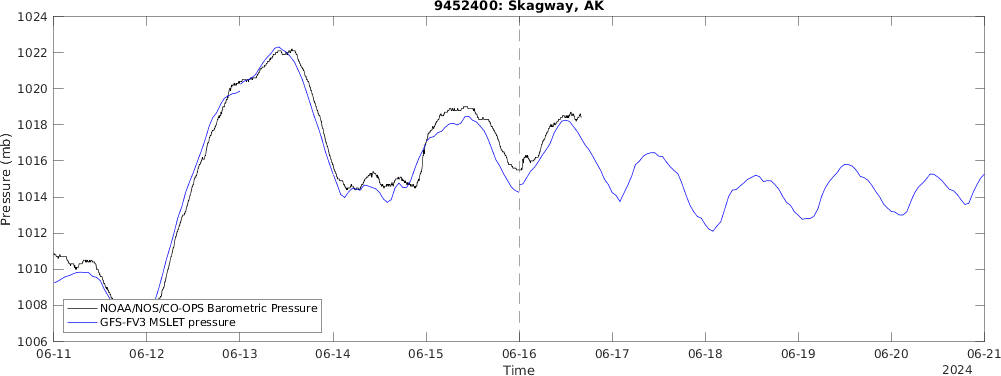 9452400: Skagway, AK
1024
1022
1020
1018
1016
1014
1012
1010
1008
1006
Pressure (mb)
NOAA/NOS/CO-OPS Barometric Pressure
GFS-FV3 MSLET pressure
06-11 06-12 06-13 06-14 06-15 06-16 06-17 06-18 06-19 06-20 06-21
Time
2024